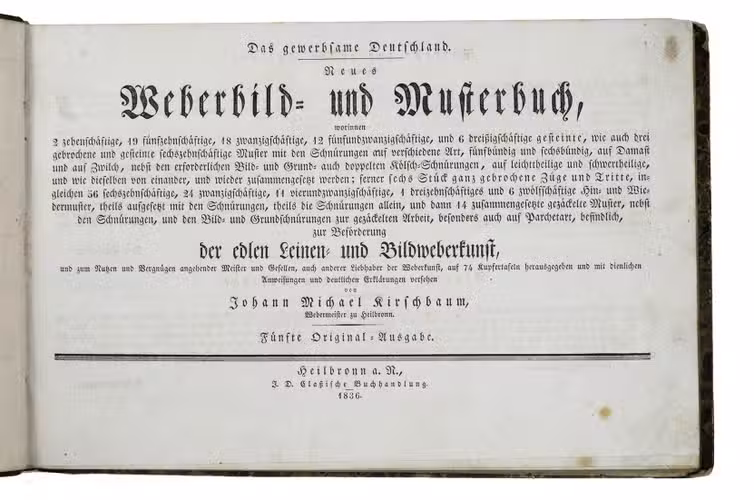 Das gewerbsame Deutschland.
Neues
Weberbild= und Musterbuch,
worinnen
2 zehenschäftige, 19 fünfzehnschäftige, 18 zwanzigschäftige, 12 fünfundzwanzigschäftige, und 6 dreißigschäftige gesteinte, wie auch drei
gebrochene und gesteinte sechszehnschäftige Muster mit den Schnürungen auf verschiedene Art, fünfbündig und sechsbündig, auf Damast
und auf Zwilch, nebst den erforderlichen Bild= und Grund= auch doppelten Kölsch=Schnürungen, auf leichttheilige und schwertheilige,
und wie dieselben von einander, und wieder zusammengesetzt werden; ferner sechs Stück ganz gebrochene Züge und Tritte, in=
gleichen 36 sechszehnschäftige, 24 zwanzigschäftige, 11 vierundzwanzigschäftige, 1 dreizehnschäftiges und 6 zwölfschäftige Hin= und Wie=
dermuster, theils aufgesetzt mit den Schnürungen, theils die Schnürungen allein, und dann 14 zusammengesetzte gezäckelte Muster, nebst
den Schnürungen, und den Bild= und Grundschnürungen zur gezäckelten Arbeit, besonders auch auf Parchetart, befindlich,
zur Beförderung
der edlen Leinen= und Bildweberkunst,
und zum Nutzen und Vergnügen angehender Meister und Gesellen, auch anderer Liebhaber der Weberkunst, auf 74 Kupfertafeln herausgegeben und mit dienlichen
Anweisungen und deutlichen Erklärungen versehen
von
Johann Michael Kirschbaum,
Webermeister zu Heilbronn.
Fünfte Original=Ausgabe.
Heilbronn a. N.,
J. D. Claßische Buchhandlung.
1836.